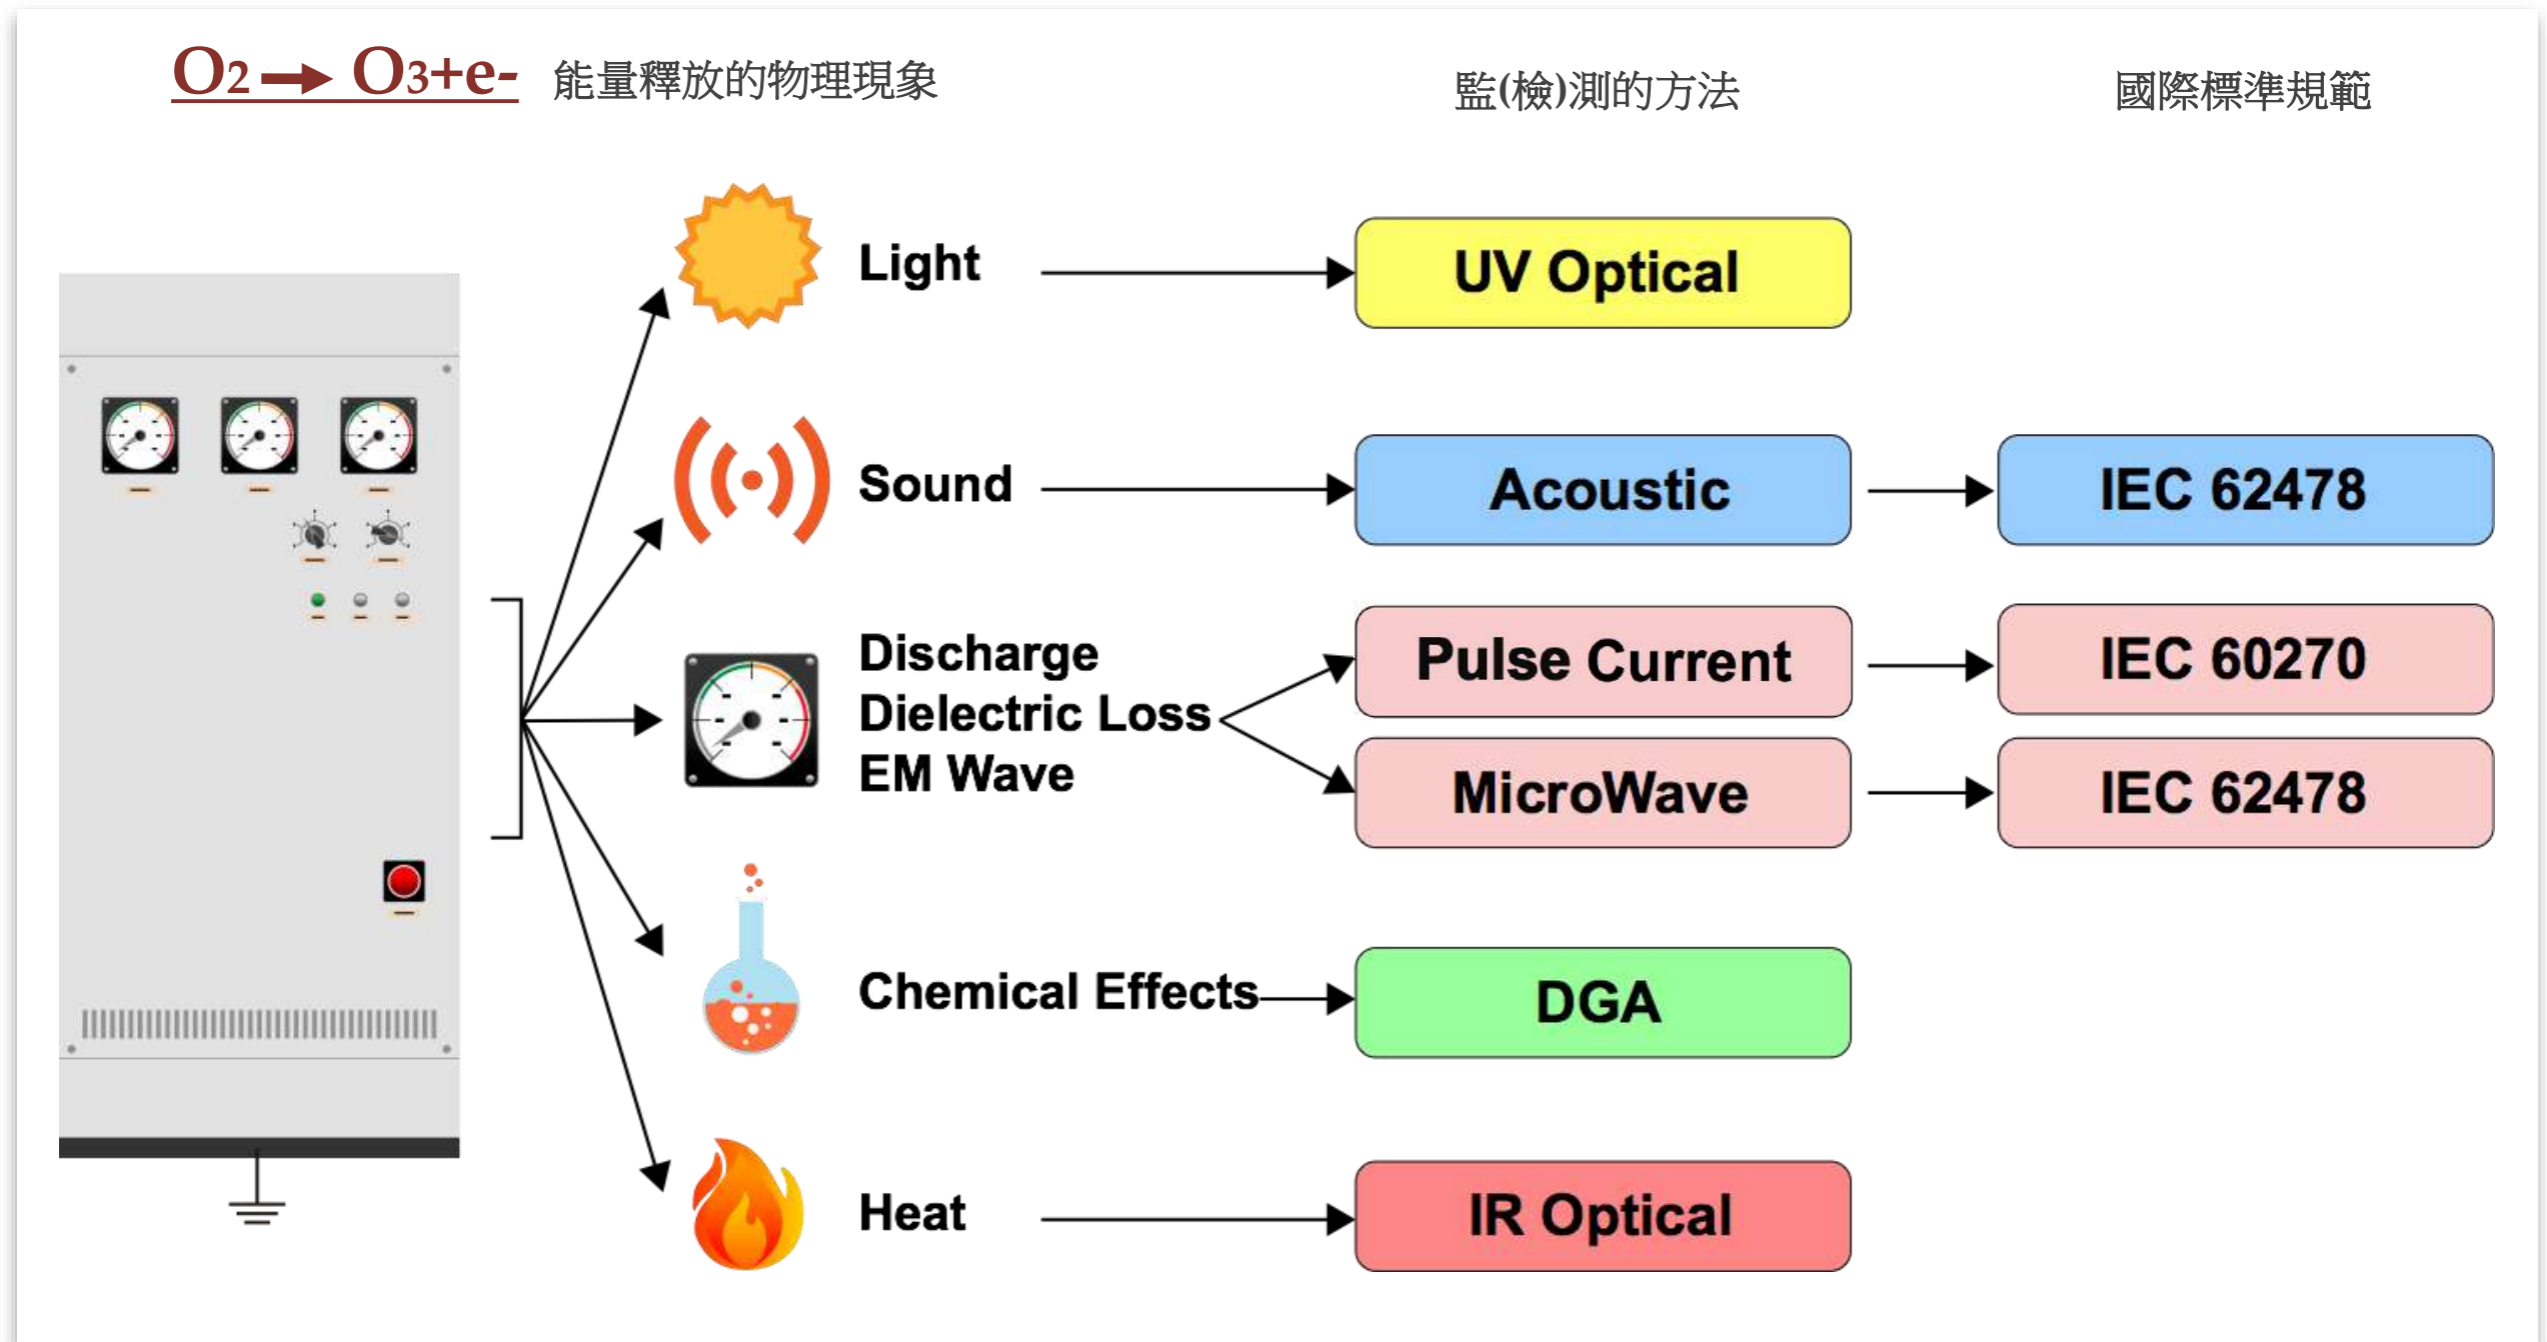 O2 → O3+e- 能量釋放的物理現象
監(檢)測的方法
國際標準規範
Light
UV Optical
Sound
Acoustic
IEC 62478
Discharge
Dielectric Loss
EM Wave
Pulse Current
IEC 60270
MicroWave
IEC 62478
Chemical Effects
DGA
Heat
IR Optical